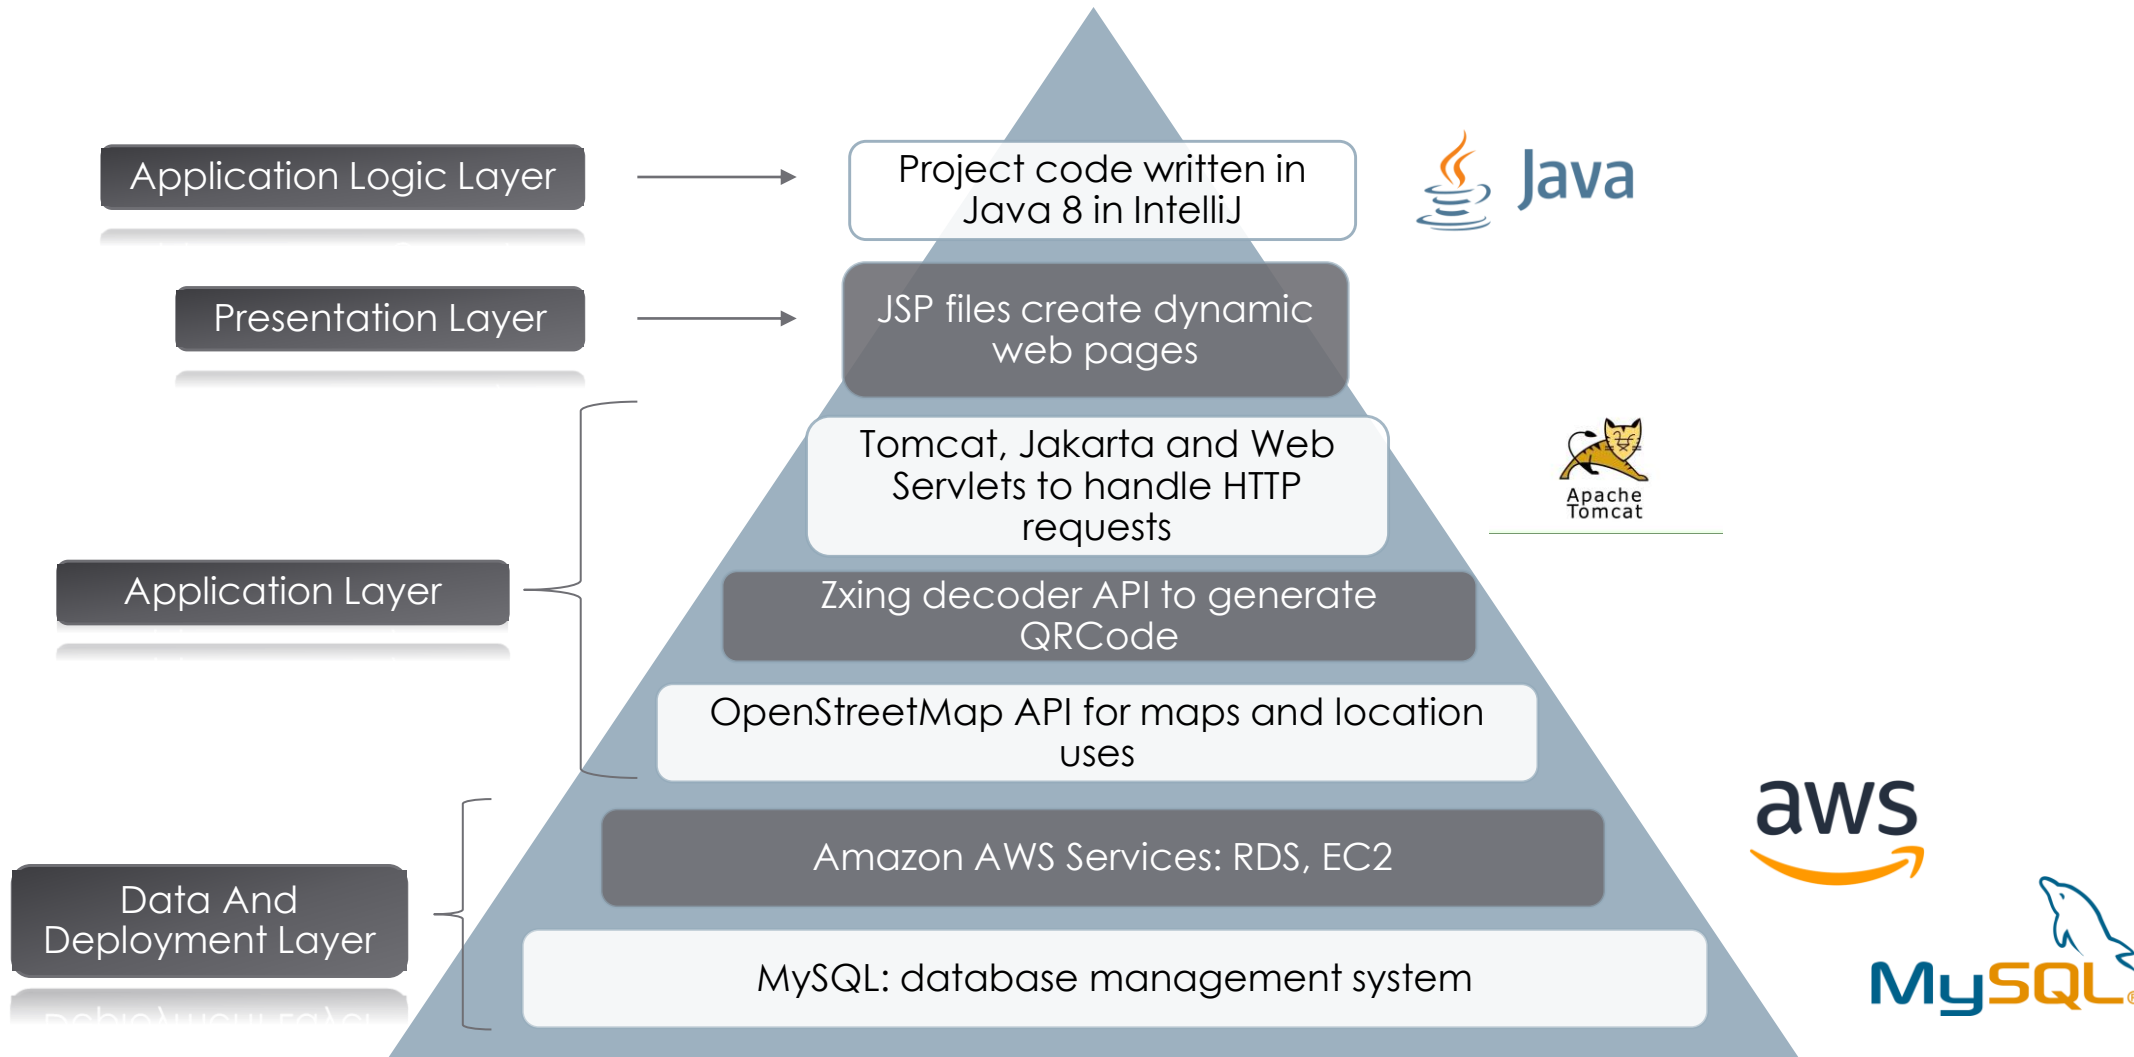 Application Logic Layer
Project code written in
Java 8 in IntelliJ
Java
Presentation Layer
JSP files create dynamic
web pages
Tomcat, Jakarta and Web
Servlets to handle HTTP
requests
Apache
Tomcat
Application Layer
Zxing decoder API to generate
QRCode
OpenStreetMap API for maps and location
uses
Amazon AWS Services: RDS, EC2
aws
Data And
Deployment Layer
MySQL: database management system
MySQL®